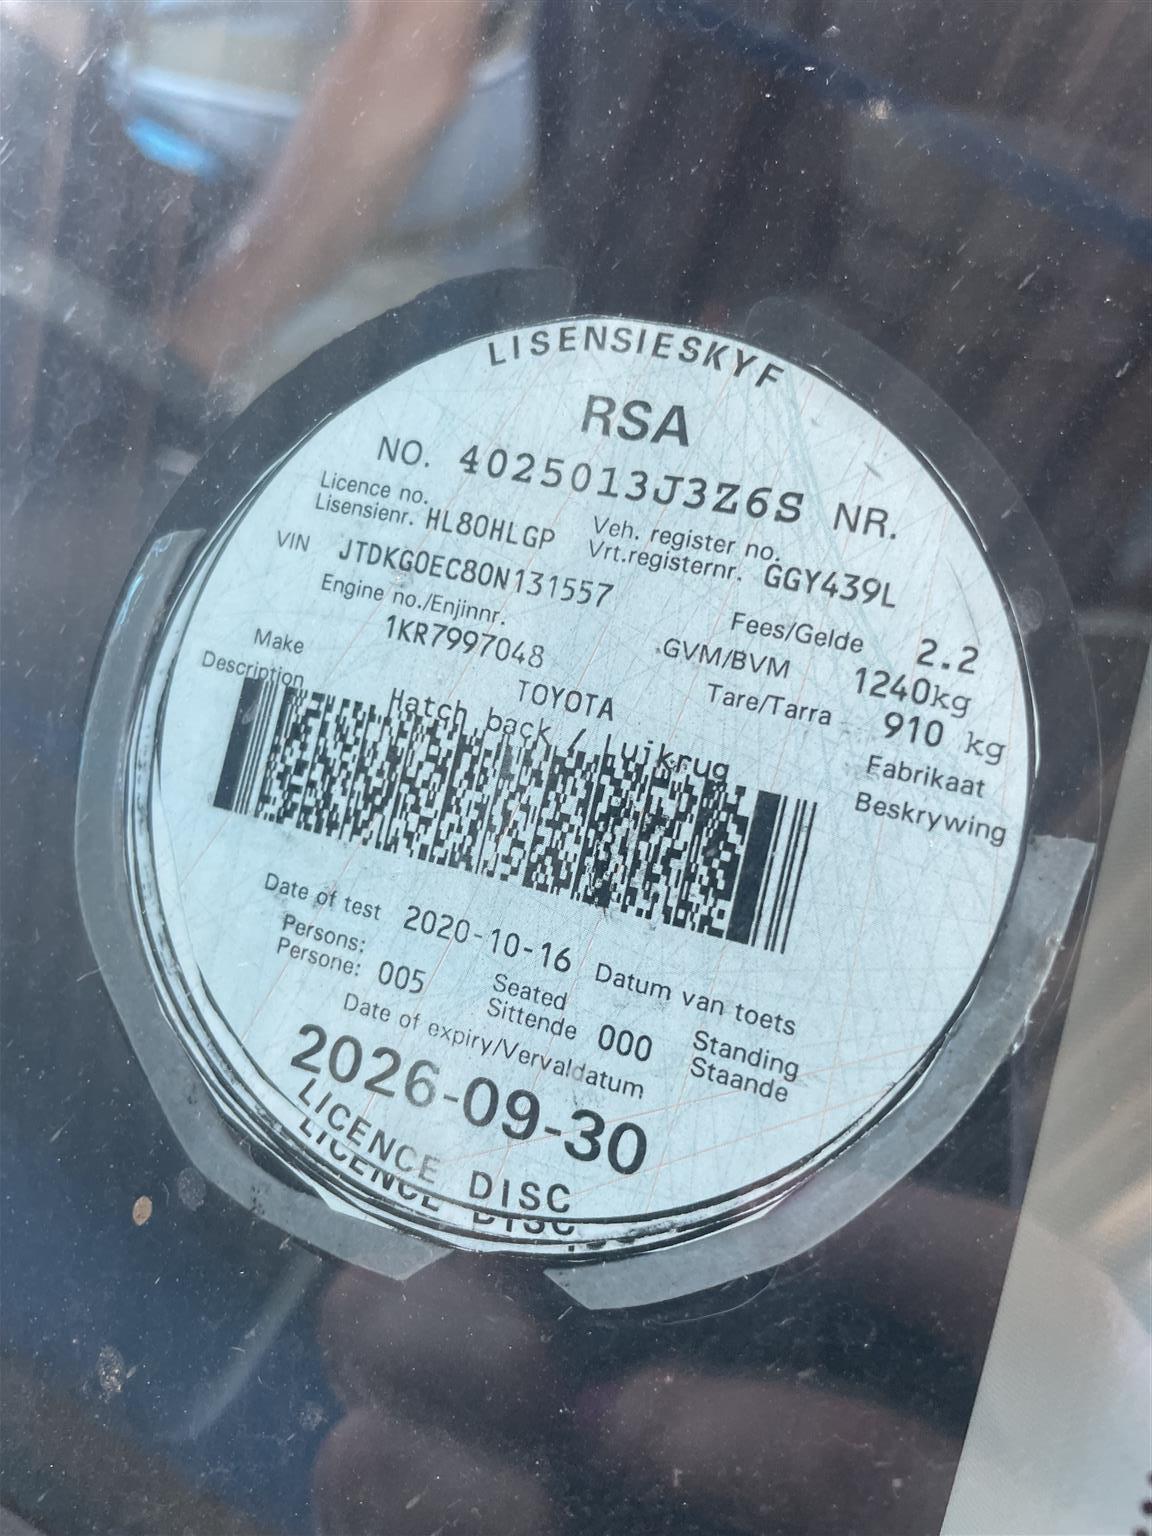 LISENSIESKYF
RSA
NO. 4025013J3Z6S NR.
Licence no.
Lisensienr. HL80HLGP
Veh. register no.
Vrt.registernr. GGY439L
VIN JTDKG0EC80N131557
Engine no./Enjinnr.
1KR7997048
Fees/Gelde 2.2
GVM/BVM 1240kg
Tare/Tarra 910 kg
Make TOYOTA Fabrikaat
Description Hatch back / Luikrug Beskrywing
Date of test 2020-10-16 Datum van toets
Persons:
Persone: 005 Seated
Sittende 000 Standing
Staande
Date of expiry/Vervaldatum
2026-09-30
LICENCE DISC
LICENCE DISC